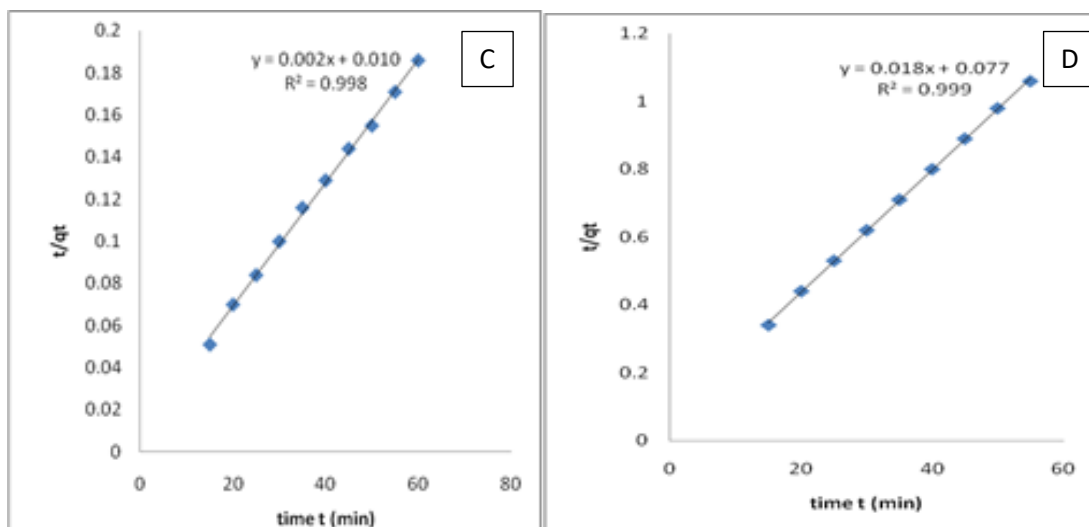 C
y = 0.002x + 0.010
R² = 0.998
0.2
0.18
0.16
0.14
0.12
0.1
0.08
0.06
0.04
0.02
0
t/qt
0 20 40 60 80
time t (min)
D
y = 0.018x + 0.077
R² = 0.999
1.2
1
0.8
0.6
0.4
0.2
0
t/qt
0 20 40 60
time t (min)